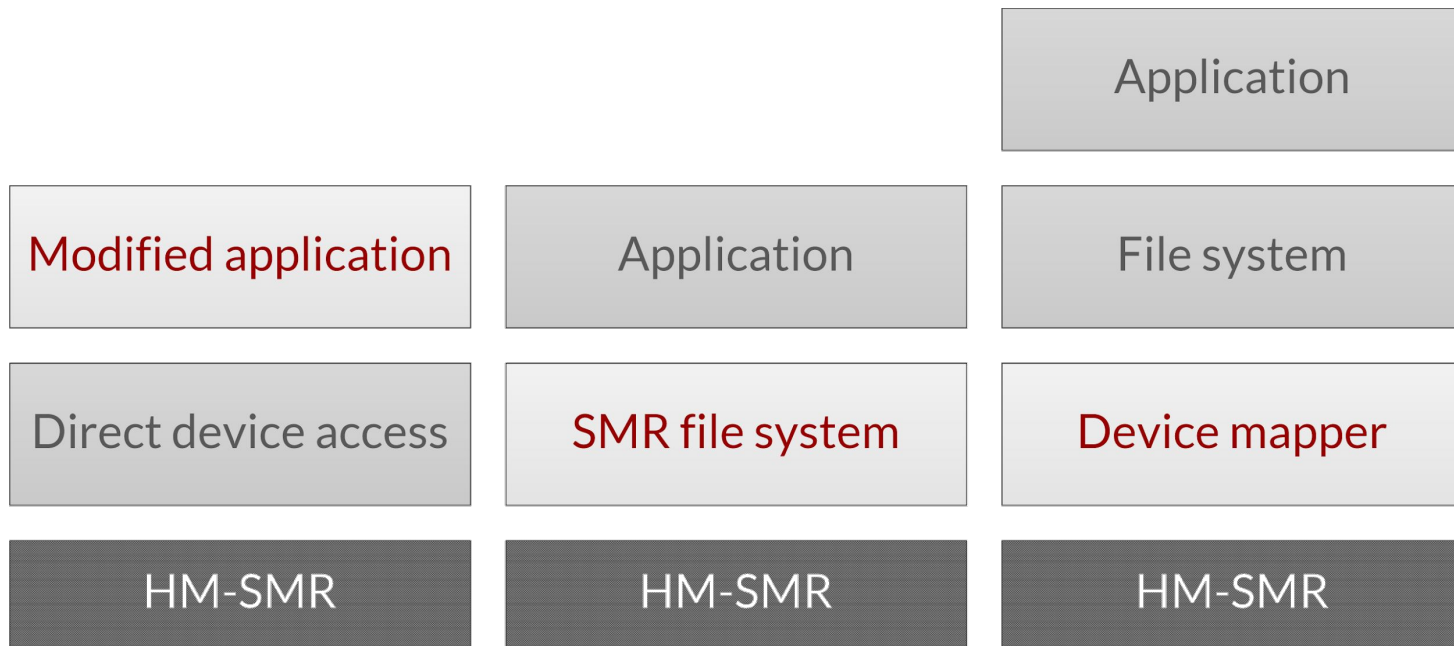 Application
Modified application
Application
File system
Direct device access
SMR file system
Device mapper
HM-SMR
HM-SMR
HM-SMR